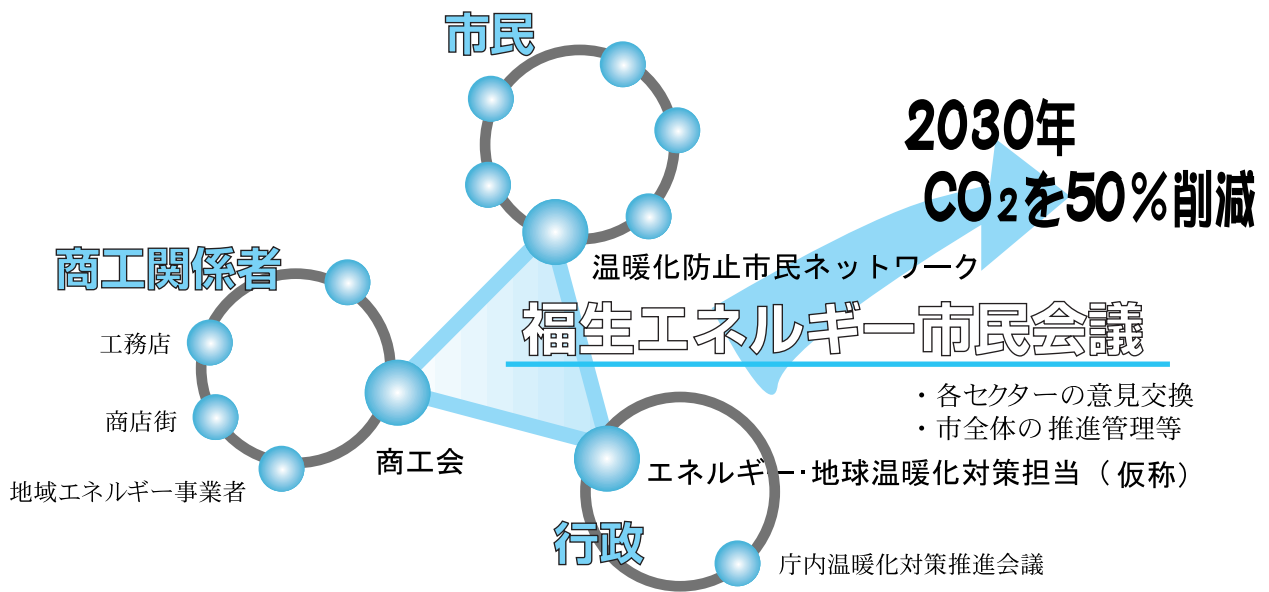 市民
2030年
CO₂を50％削減
温暖化防止市民ネットワーク
商工関係者
福生エネルギー市民会議
工務店
・各セクターの意見交換
・市全体の推進管理等
商店街
商工会
エネルギー・地球温暖化対策担当（仮称）
地域エネルギー事業者
行政
庁内温暖化対策推進会議